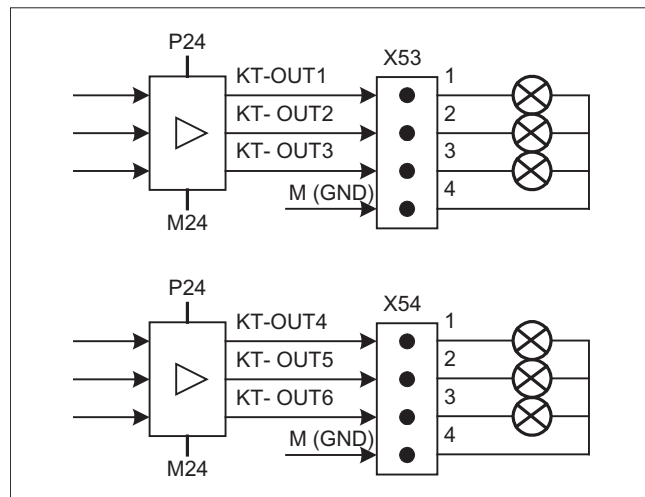 P24
X53
KT-OUT1
1
KT- OUT2
2
KT- OUT3
3
M (GND)
4
M24
P24
X54
KT-OUT4
1
KT- OUT5
2
KT- OUT6
3
M (GND)
4
M24